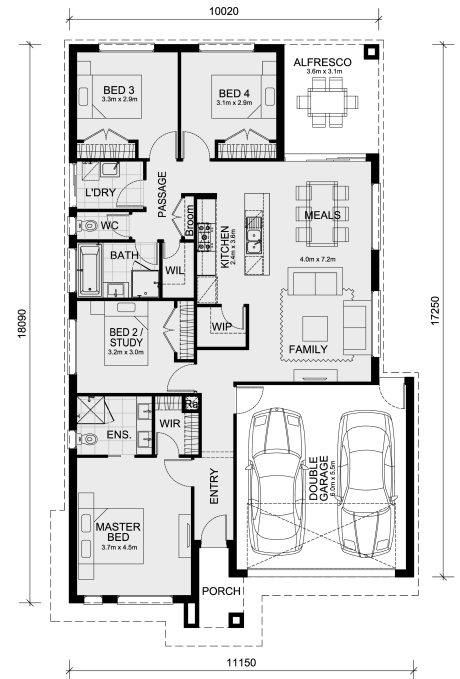 10020
BED 3
3.3m x 2.9m
BED 4
3.1m x 2.9m
ALFRESCO
3.6m x 3.1m
L'DRY
PASSAGE
WC
Broom
KITCHEN
2.4m x 3.6m
MEALS
BATH
WIL
4.0m x 7.2m
18090
17250
BED 2 /
STUDY
3.2m x 3.0m
WIP
FAMILY
Ra
WIR
ENS.
ENTRY
DOUBLE
GARAGE
6.0m x 5.5m
MASTER
BED
3.7m x 4.5m
PORCH
11150